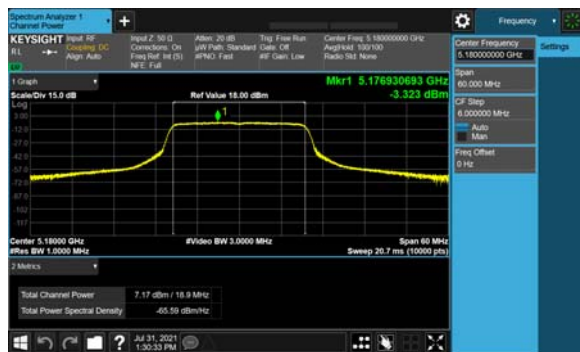 Spectrum Analyzer 1
Channel Power
Frequency
KEYSIGHT Input: RF
RL Coupling: DC
Align: Auto
Input Z: 50 Ω
Corrections: On
Freq Ref: Int (S)
NFE: Full
Atten: 20 dB
µW Path: Standard
#PNO: Fast
Trig: Free Run
Gate: Off
#IF Gain: Low
Center Freq: 5.180000000 GHz
Avg|Hold: 100/100
Radio Std: None
Center Frequency
5.180000000 GHz
Settings
Span
60.000 MHz
CF Step
6.000000 MHz
Auto
Man
Freq Offset
0 Hz
1 Graph
Mkr1 5.176930693 GHz
Scale/Div 15.0 dB
Ref Value 18.00 dBm
-3.323 dBm
Log
1
3.00
-12.0
-27.0
-42.0
-57.0
-72.0
-87.0
-102
-117
Center 5.18000 GHz
#Video BW 3.0000 MHz
Span 60 MHz
#Res BW 1.0000 MHz
Sweep 20.7 ms (10000 pts)
2 Metrics
Total Channel Power 7.17 dBm / 18.9 MHz
Total Power Spectral Density -65.59 dBm/Hz
Jul 31, 2021
1:30:33 PM